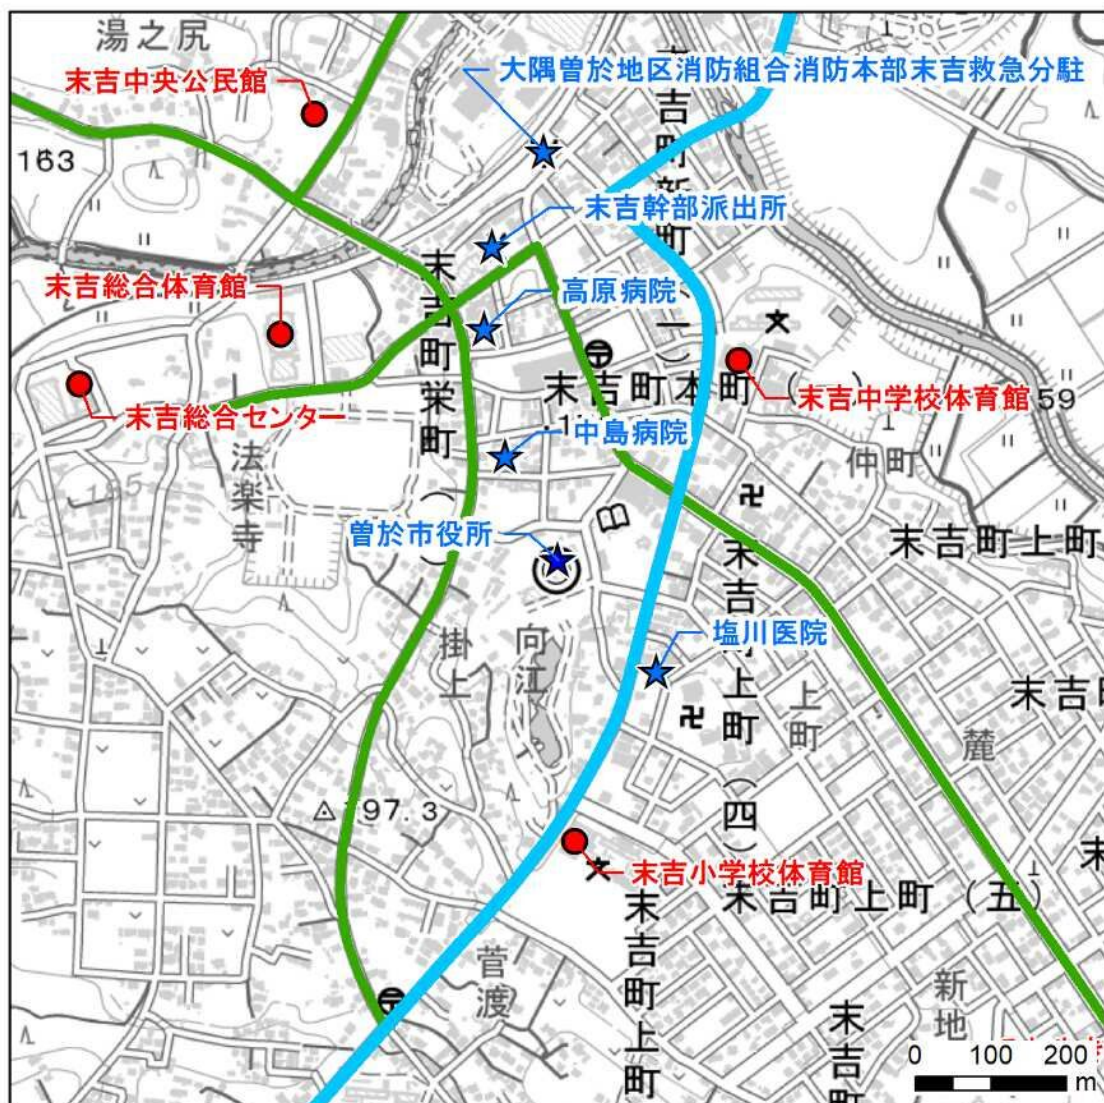 湯之尻
末吉中央公民館
大隅曽於地区消防組合消防本部末吉救急分駐
163
末吉幹部派出所
末吉総合体育館
高原病院
末吉町栄町
末吉町本町
末吉中学校体育館
59
末吉総合センター
中島病院
仲町
法楽寺
曽於市役所
末吉町上町
掛上
向江
塩川医院
末吉町上町（四）
上町
麓
197.3
末吉小学校体育館
末吉町上町（五）
末吉町上町
菅渡
新地
末吉
0 100 200
m